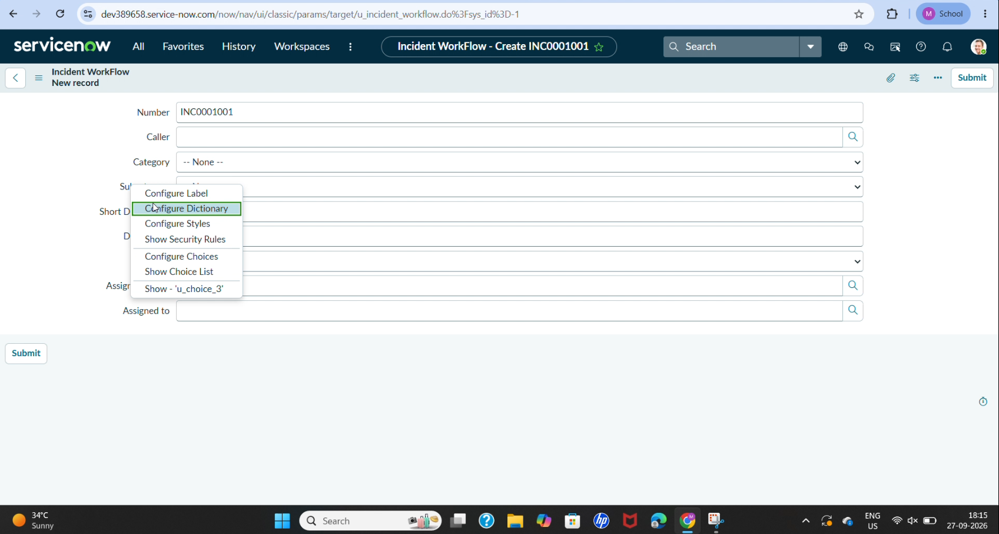 dev389658.service-now.com/now/nav/ui/classic/params/target/u_incident_workflow.do%3Fsys_id%3D-1
M School
servicenow All Favorites History Workspaces Incident WorkFlow - Create INC0001001 Search
Incident WorkFlow
New record
Submit
Number INC0001001
Caller
Category -- None --
Configure Label
Configure Dictionary
Short D
Configure Styles
Show Security Rules
Configure Choices
Show Choice List
Show - 'u_choice_3'
Assigned to
Submit
34°C
Sunny
Search
ENG
US
18:15
27-09-2026